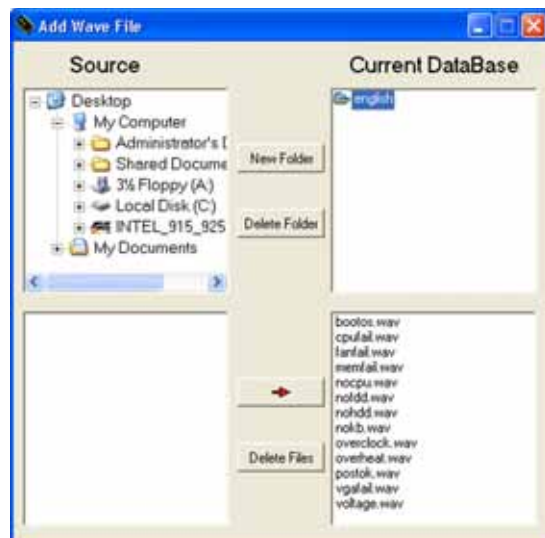 Add Wave File
Source
Current DataBase
Desktop
My Computer
Administrator's D
Shared Docume
3½ Floppy (A:)
Local Disk (C:)
INTEL_915_925
My Documents
New Folder
Delete Folder
english
Delete Files
bootos.wav
cpufail.wav
fanfail.wav
memfail.wav
nocpu.wav
nofdd.wav
nohdd.wav
nokb.wav
overclock.wav
overheat.wav
postok.wav
vgafail.wav
voltage.wav